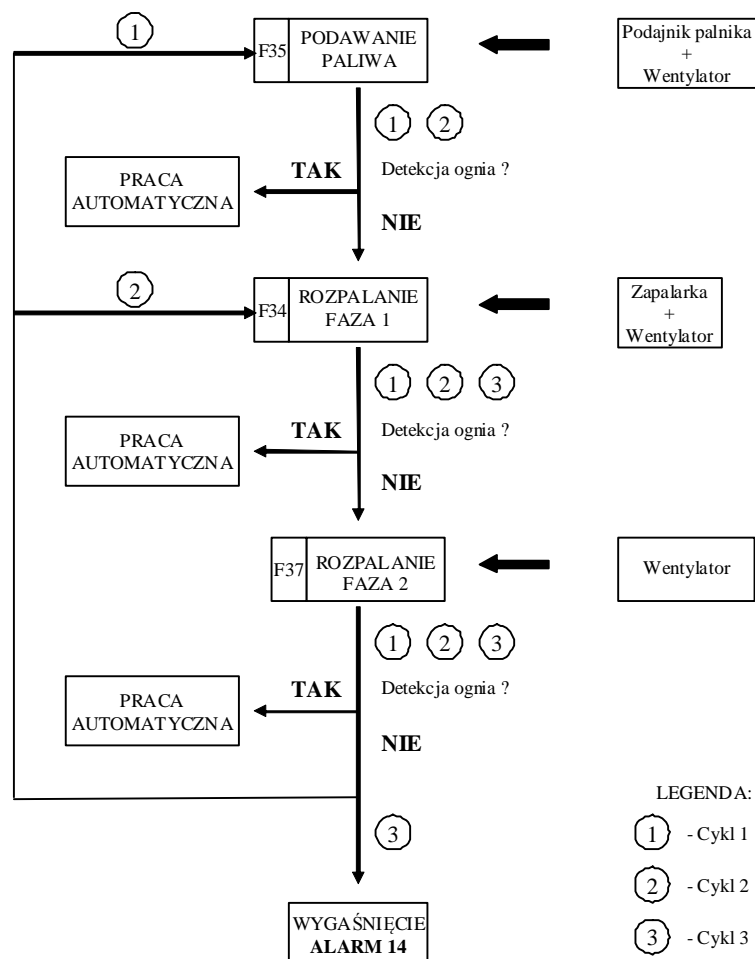 1
F35
PODAWANIE
PALIWA
Podajnik palnika
+
Wentylator
1 2
TAK
Detekcja ognia ?
PRACA
AUTOMATYCZNA
NIE
2
F34
ROZPALANIE
FAZA 1
Zapalarka
+
Wentylator
1 2 3
TAK
Detekcja ognia ?
PRACA
AUTOMATYCZNA
NIE
F37
ROZPALANIE
FAZA 2
Wentylator
1 2 3
TAK
Detekcja ognia ?
PRACA
AUTOMATYCZNA
NIE
3
WYGAŚNIĘCIE
ALARM 14
LEGENDA:
1 - Cykl 1
2 - Cykl 2
3 - Cykl 3